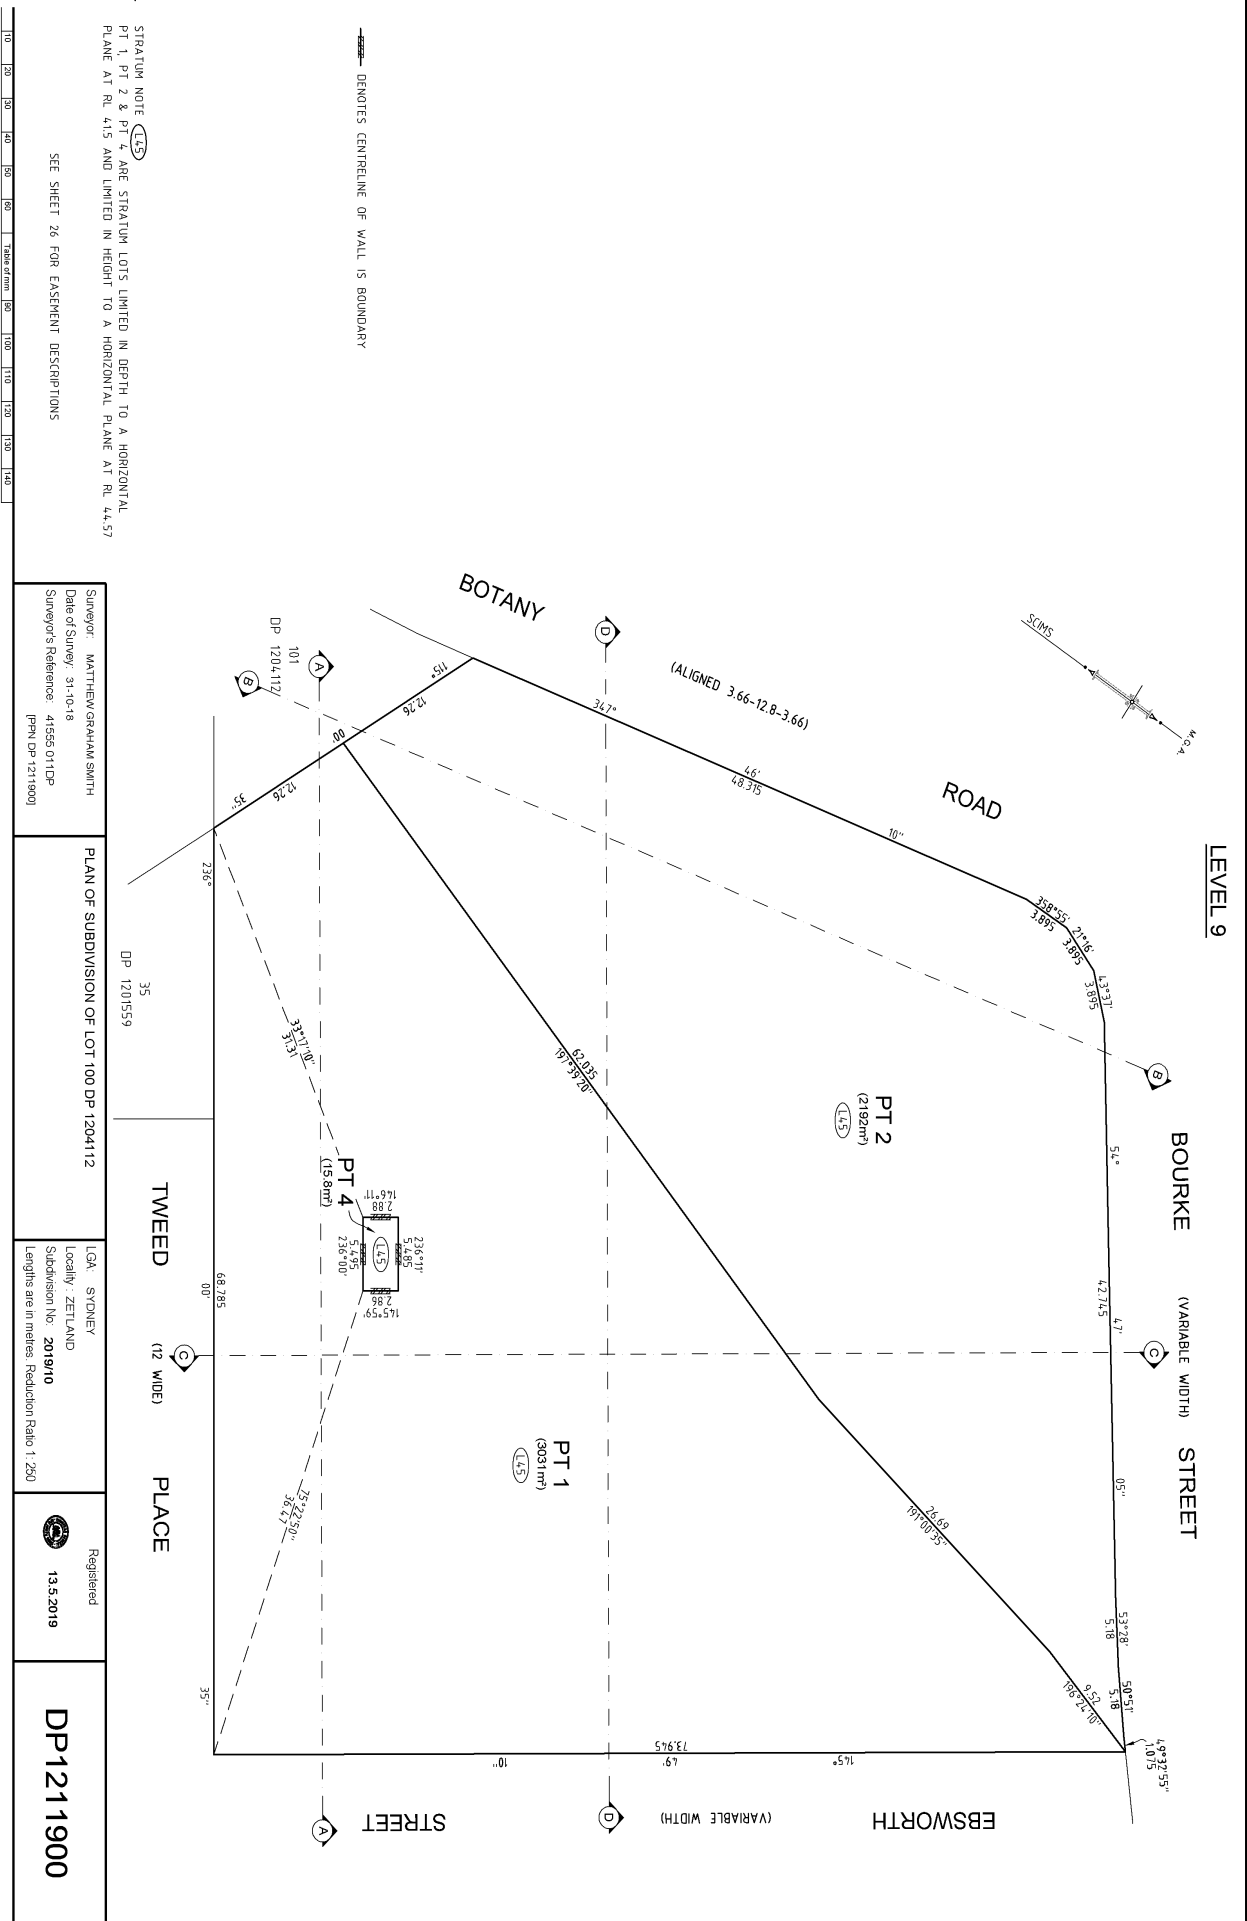 LEVEL 9
SCIMS
M.G.A.
BOTANY
ROAD
(ALIGNED 3.66-12.8-3.66)
BOURKE
(VARIABLE WIDTH)
STREET
EBSWORTH
(VARIABLE WIDTH)
STREET
TWEED
(12 WIDE)
PLACE
347°
46'
48.315
10"
358°55'
3.895
21°16'
3.895
43°37'
3.895
54°
42.745
47'
05"
53°28'
5.18
50°51'
5.18
49°32'55"
1.075
9.52
196°24'10"
26.69
191°00'35"
62.035
197°39'20"
115°
12.26
00'
12.26
35"
236°
68.785
00'
35"
145°
49'
73.945
10"
33°17'10"
31.31
75°22'50"
36.47
PT 2
(2192m²)
L45
PT 1
(3031m²)
L45
PT 4
(15.8m²)
L45
146°11'
2.88
236°11'
5.485
5.495
236°00'
2.86
145°59'
A
A
B
B
C
C
D
D
101
DP 1204112
35
DP 1201559
DENOTES CENTRELINE OF WALL IS BOUNDARY
STRATUM NOTE L45
PT 1, PT 2 & PT 4 ARE STRATUM LOTS LIMITED IN DEPTH TO A HORIZONTAL
PLANE AT RL 41.5 AND LIMITED IN HEIGHT TO A HORIZONTAL PLANE AT RL 44.57
SEE SHEET 26 FOR EASEMENT DESCRIPTIONS
10 20 30 40 50 60 Table of mm 90 100 110 120 130 140
Surveyor: MATTHEW GRAHAM SMITH
Date of Survey: 31-10-18
Surveyor's Reference: 41555 011DP
[PPN DP 1211900]
PLAN OF SUBDIVISION OF LOT 100 DP 1204112
LGA: SYDNEY
Locality: ZETLAND
Subdivision No: 2019/10
Lengths are in metres. Reduction Ratio 1: 250
Registered
13.5.2019
DP1211900